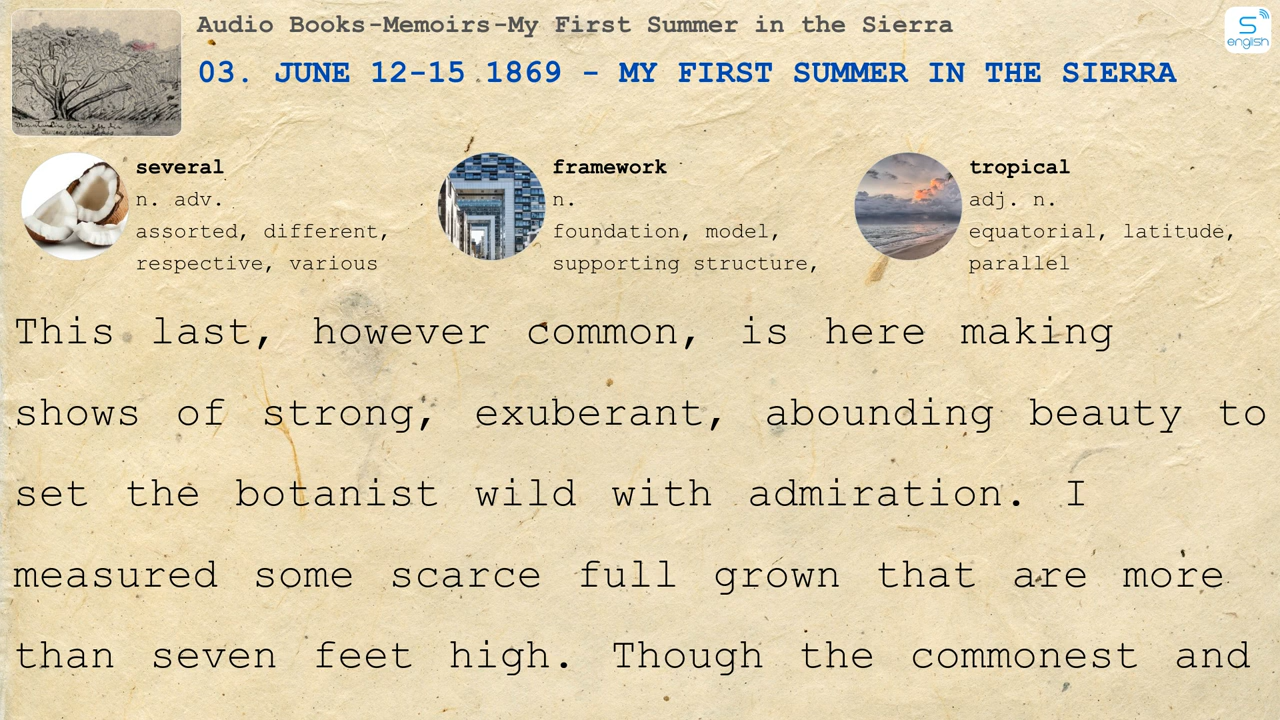 Audio Books-Memoirs-My First Summer in the Sierra
03. JUNE 12-15 1869 - MY FIRST SUMMER IN THE SIERRA
S
english
several
n. adv.
assorted, different,
respective, various
framework
n.
foundation, model,
supporting structure,
tropical
adj. n.
equatorial, latitude,
parallel
This last, however common, is here making
shows of strong, exuberant, abounding beauty to
set the botanist wild with admiration. I
measured some scarce full grown that are more
than seven feet high. Though the commonest and